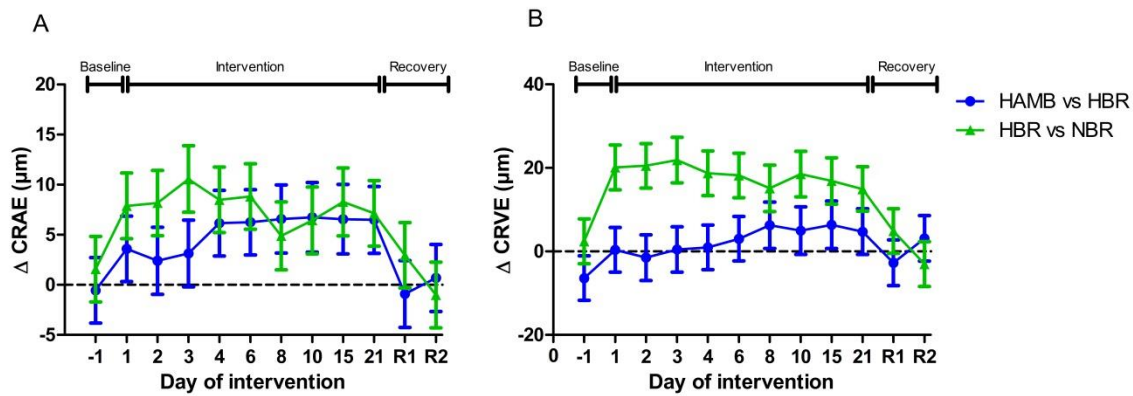 A
Baseline Intervention Recovery
20
15
10
5
0
-5
Δ CRAE (µm)
-1 1 2 3 4 6 8 10 15 21 R1 R2
Day of intervention
B
Baseline Intervention Recovery
40
20
0
-20
Δ CRVE (µm)
0 -1 1 2 3 4 6 8 10 15 21 R1 R2
Day of intervention
HAMB vs HBR
HBR vs NBR